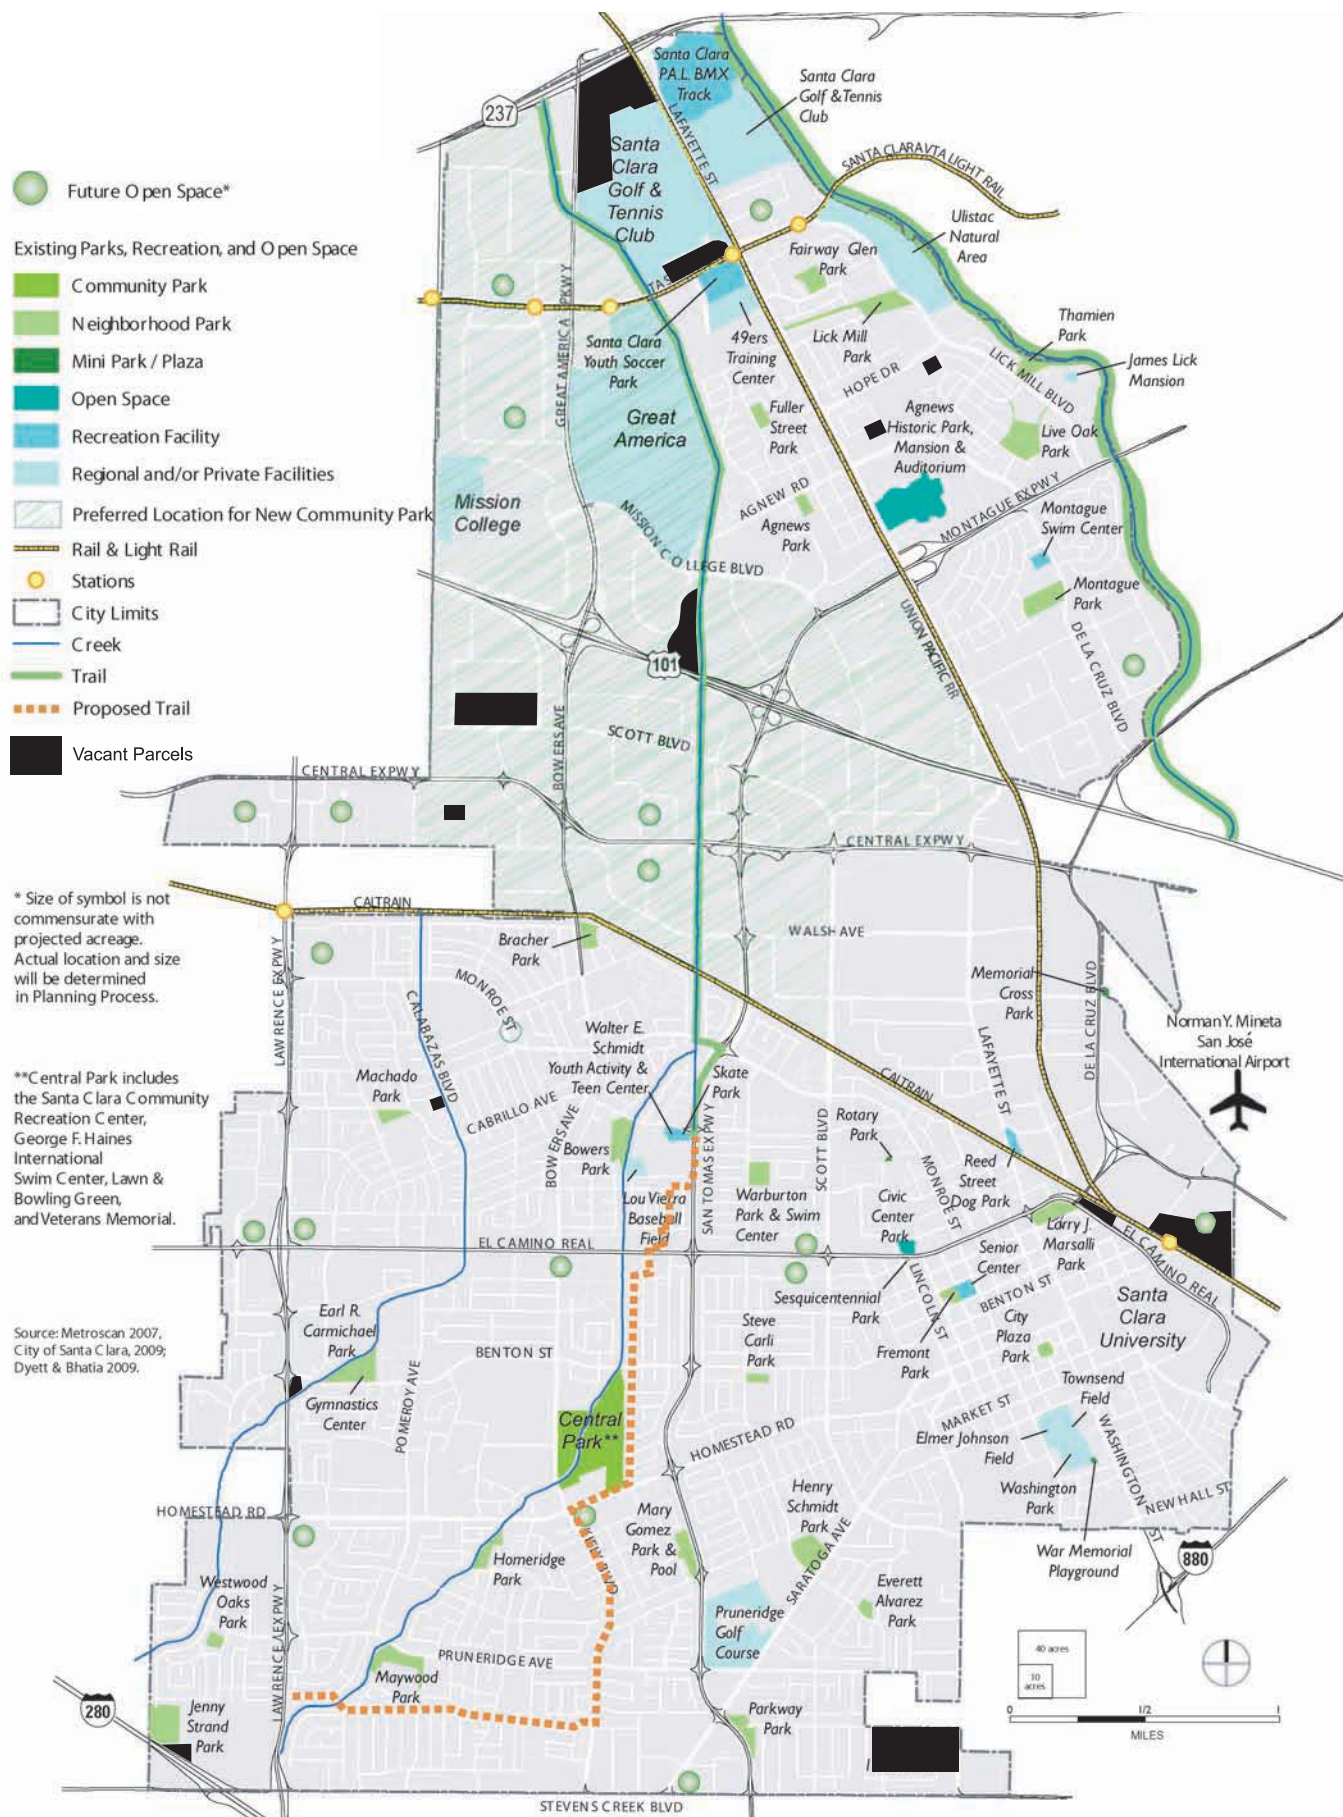 237
Santa Clara
P.A.L. BMX
Track
Santa Clara
Golf & Tennis
Club
LAFAYETTE ST
SANTA CLARA VTA LIGHT RAIL
Santa
Clara
Golf &
Tennis
Club
Ulistac
Natural
Area
Fairway Glen
Park
TAS
Santa Clara
Youth Soccer
Park
49ers
Training
Center
Lick Mill
Park
Thamien
Park
James Lick
Mansion
LICK MILL BLVD
HOPE DR
GREAT AMERICA PKWY
Great
America
Fuller
Street
Park
Agnews
Historic Park,
Mansion &
Auditorium
Live Oak
Park
Mission
College
AGNEW RD
Agnews
Park
MONTAGUE EXPWY
Montague
Swim Center
MISSION COLLEGE BLVD
Montague
Park
UNION PACIFIC RR
DE LA CRUZ BLVD
101
SCOTT BLVD
BOWERS AVE
CENTRAL EXPWY
CENTRAL EXPWY
Future Open Space*
Existing Parks, Recreation, and Open Space
Community Park
Neighborhood Park
Mini Park / Plaza
Open Space
Recreation Facility
Regional and/or Private Facilities
Preferred Location for New Community Park
Rail & Light Rail
Stations
City Limits
Creek
Trail
Proposed Trail
Vacant Parcels
* Size of symbol is not
commensurate with
projected acreage.
Actual location and size
will be determined
in Planning Process.
**Central Park includes
the Santa Clara Community
Recreation Center,
George F. Haines
International
Swim Center, Lawn &
Bowling Green,
and Veterans Memorial.
Source: Metroscan 2007,
City of Santa Clara, 2009;
Dyett & Bhatia 2009.
CALTRAIN
LAWRENCE EXPWY
Bracher
Park
WALSH AVE
MONROE ST
CALABAZAS BLVD
Memorial
Cross
Park
DE LA CRUZ BLVD
Norman Y. Mineta
San José
International Airport
Walter E.
Schmidt
Youth Activity &
Teen Center
Skate
Park
LAFAYETTE ST
CALTRAIN
Machado
Park
CABRILLO AVE
BOWERS AVE
Bowers
Park
SAN TOMAS EXPWY
SCOTT BLVD
Rotary
Park
MONROE ST
Reed
Street
Dog Park
Lou Vierra
Baseball
Field
Warburton
Park & Swim
Center
Civic
Center
Park
Larry J.
Marsalli
Park
EL CAMINO REAL
EL CAMINO REAL
Senior
Center
LINCOLN ST
BENTON ST
Sesquicentennial
Park
Santa
Clara
University
Earl R.
Carmichael
Park
Steve
Carli
Park
City
Plaza
Park
Fremont
Park
BENTON ST
POMEROY AVE
Gymnastics
Center
Townsend
Field
Central
Park**
HOMESTEAD RD
MARKET ST
Elmer Johnson
Field
WASHINGTON ST
Washington
Park
NEWHALL ST
HOMESTEAD RD
Henry
Schmidt
Park
Mary
Gomez
Park &
Pool
KIELY BLVD
SARATOGA AVE
War Memorial
Playground
880
Homeridge
Park
Westwood
Oaks
Park
Everett
Alvarez
Park
Pruneridge
Golf
Course
LAWRENCE EXPWY
PRUNERIDGE AVE
Maywood
Park
280
Jenny
Strand
Park
Parkway
Park
STEVENS CREEK BLVD
40 acres
10
acres
0
1/2
1
MILES